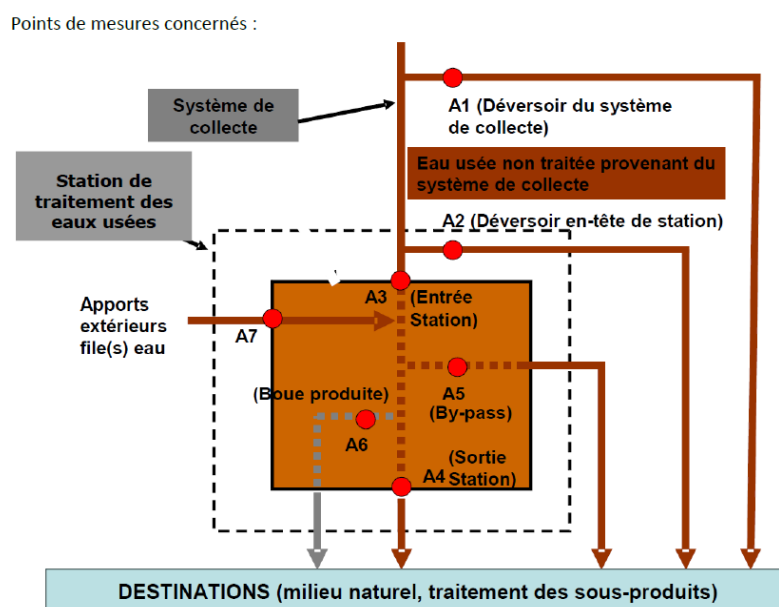 Points de mesures concernés :
Système de
collecte
A1 (Déversoir du système
de collecte)
Eau usée non traitée provenant du
système de collecte
Station de
traitement des
eaux usées
A2 (Déversoir en-tête de station)
A3
(Entrée
Station)
Apports
extérieurs
file(s) eau
A7
(Boue produite)
A5
(By-pass)
A6
(Sortie
Station)
A4
DESTINATIONS (milieu naturel, traitement des sous-produits)